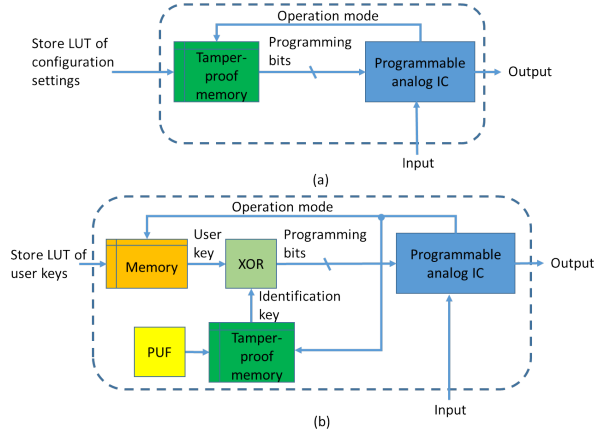 Operation mode
Store LUT of
configuration
settings
Tamper-
proof
memory
Programming
bits
Programmable
analog IC
Output
Input
(a)
Operation mode
Store LUT of
user keys
Memory
User
key
XOR
Programming
bits
Programmable
analog IC
Output
Identification
key
PUF
Tamper-
proof
memory
Input
(b)